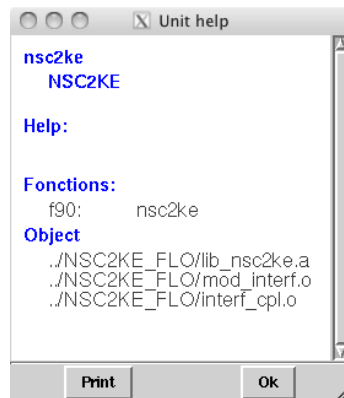 Unit help
nsc2ke
NSC2KE
Help:
Fonctions:
f90: nsc2ke
Object
../NSC2KE_FLO/lib_nsc2ke.a
../NSC2KE_FLO/mod_interf.o
../NSC2KE_FLO/interf_cpl.o
Print Ok